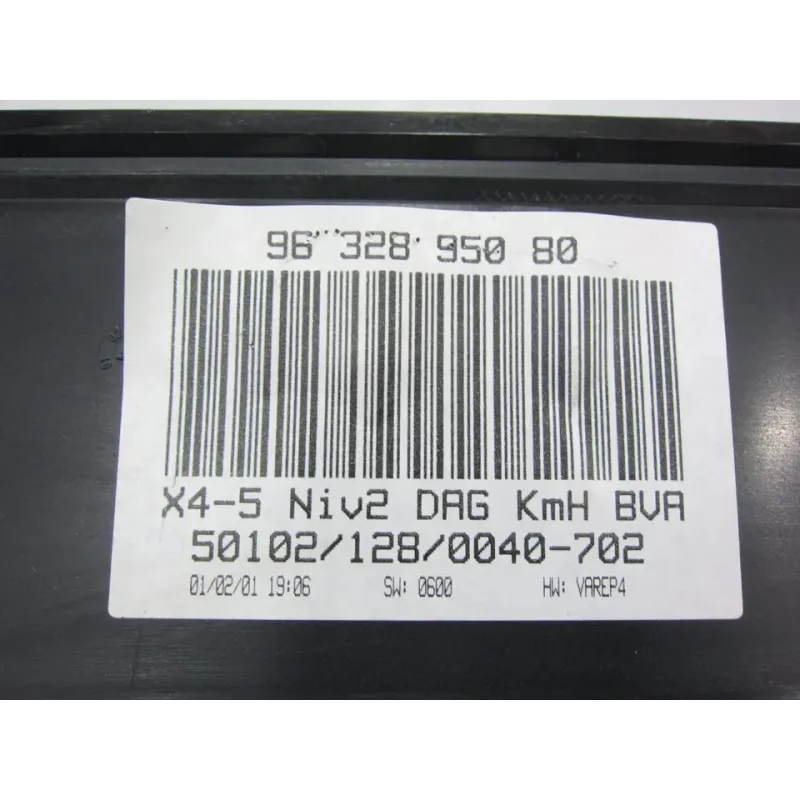 96 328 950 80
X4-5 Niv2 DAG KmH BVA
50102/128/0040-702
01/02/01 19:06 SW: 0600 HW: VAREP4